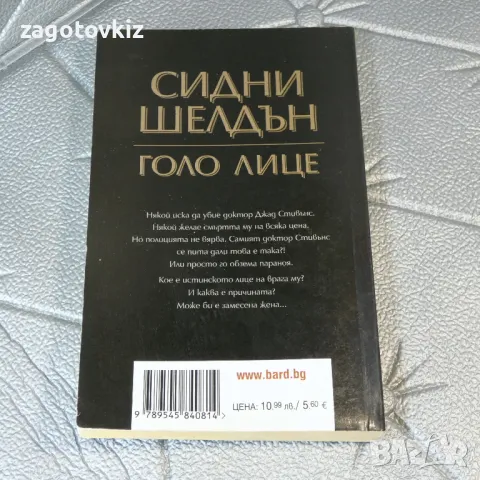 zagotovkiz
СИДНИ
ШЕЛДЪН
ГОЛО ЛИЦЕ
Някой иска да убие доктор Джад Стивънс.
Някой желае смъртта му на всяка цена.
Но полицията не вярва. Самият доктор Стивънс
се пита дали това е така?!
Или просто го обзема параноя.
Кое е истинското лице на врага му?
И каква е причината?
Може би е замесена жена...
www.bard.bg
ЦЕНА: 10,99 лв./ 5,60 €
9 789545 840814 >
BAZAR